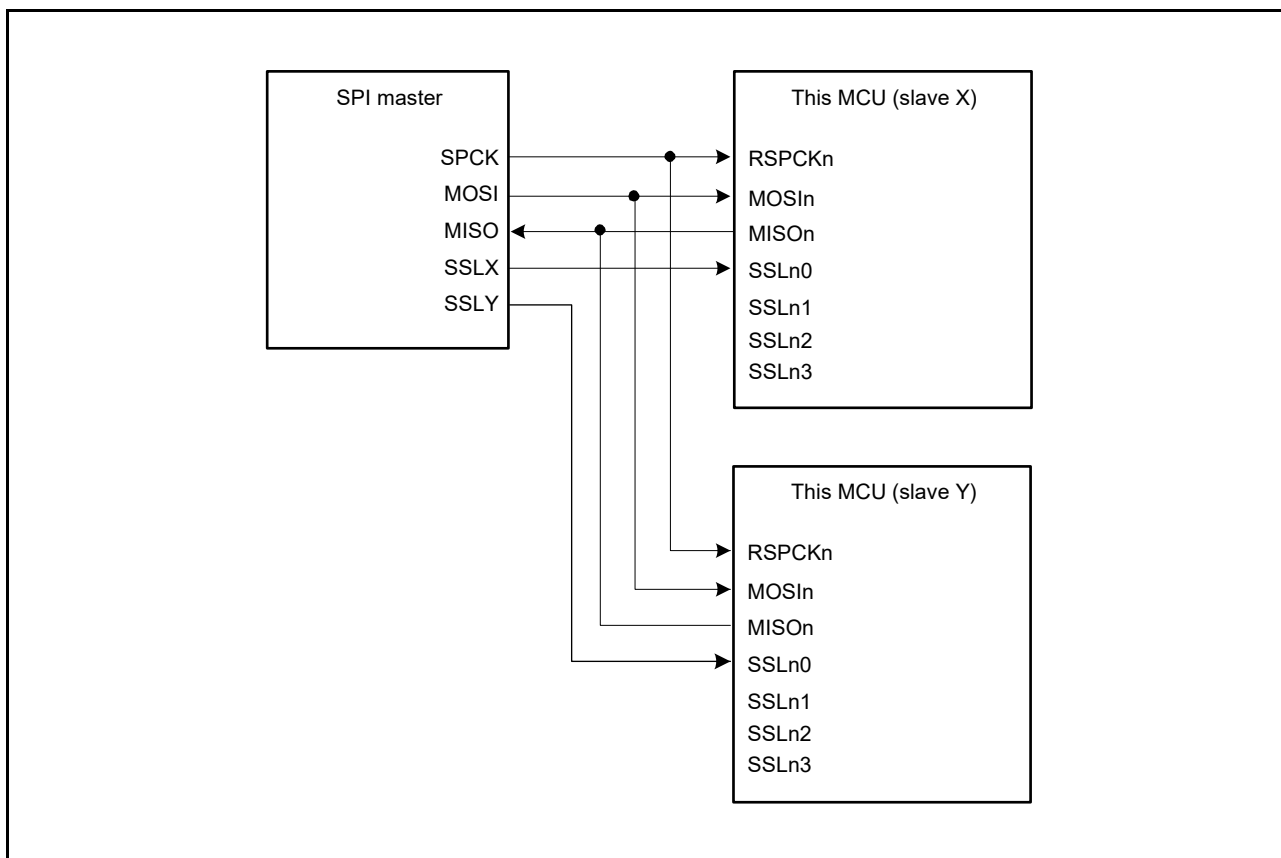 SPI master
SPCK
MOSI
MISO
SSLX
SSLY
This MCU (slave X)
RSPCKn
MOSIn
MISOn
SSLn0
SSLn1
SSLn2
SSLn3
This MCU (slave Y)
RSPCKn
MOSIn
MISOn
SSLn0
SSLn1
SSLn2
SSLn3